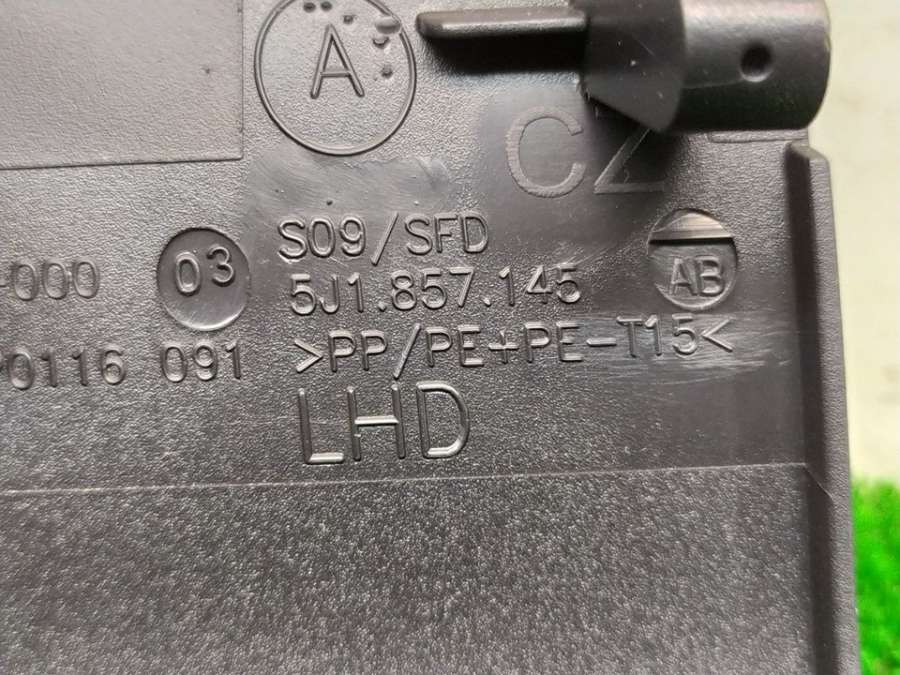 A
CZ
S09/SFD
000 03 5J1.857.145 AB
0116 091 >PP/PE+PE-T15<
LHD